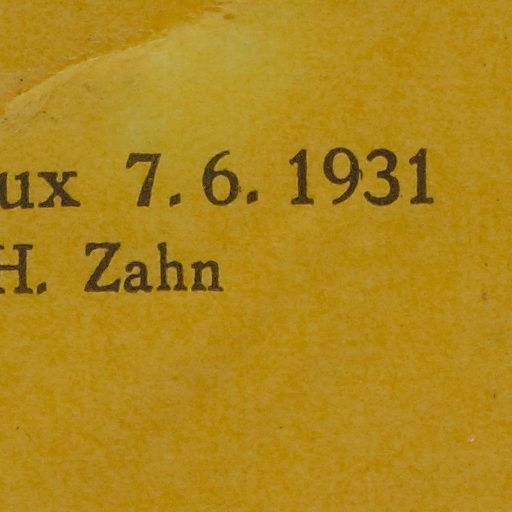 ux 7. 6. 1931
H. Zahn